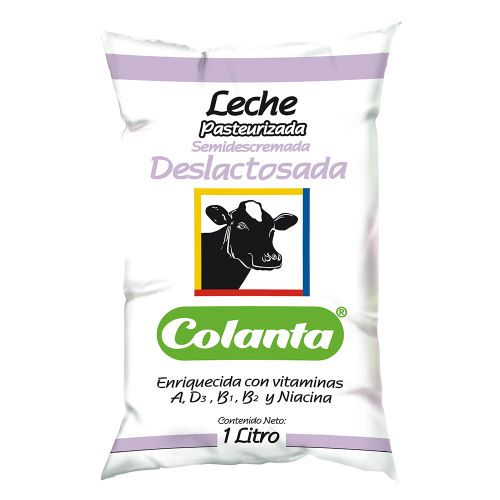 Leche
Pasteurizada
Semidescremada
Deslactosada
Colanta®
Enriquecida con vitaminas
A, D3, B1, B2 y Niacina
Contenido Neto:
1 Litro